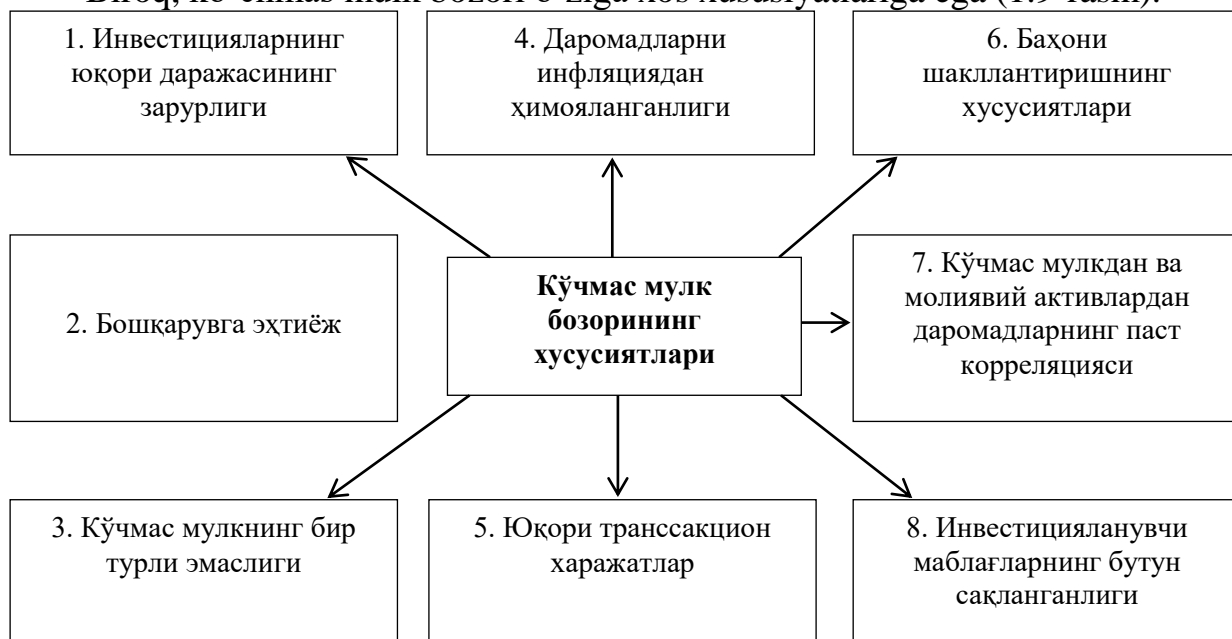 1. Инвестицияларнинг
юқори даражасининг
зарурлиги
4. Даромадларни
инфляциядан
ҳимояланганлиги
6. Баҳони
шакллантиришнинг
хусусиятлари
2. Бошқарувга эҳтиёж
Кўчмас мулк
бозорининг
хусусиятлари
7. Кўчмас мулкдан ва
молиявий активлардан
даромадларнинг паст
корреляцияси
3. Кўчмас мулкнинг бир
турли эмаслиги
5. Юқори транссакцион
харажатлар
8. Инвестицияланувчи
маблағларнинг бутун
сақланганлиги